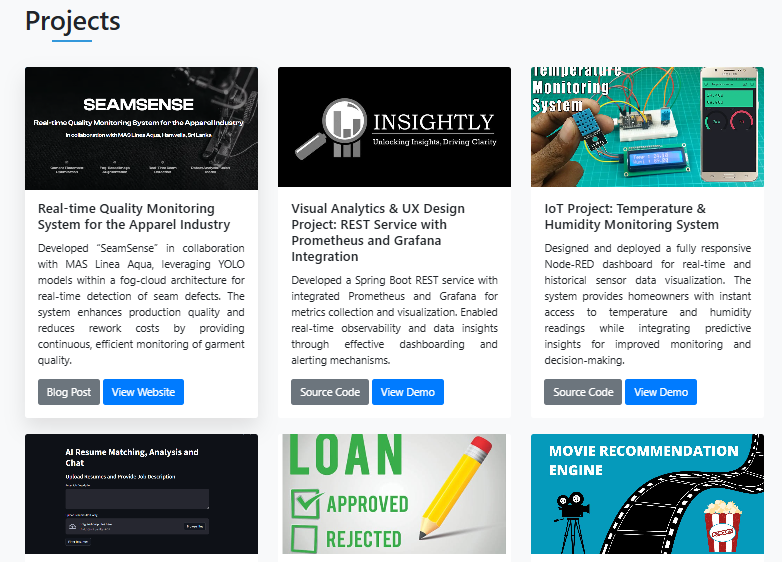 Projects
SEAMSENSE
Real-time Quality Monitoring System for the Apparel Industry
In collaboration with MAS Linea Aqua, Hanwella, Sri Lanka
INSIGHTLY
Unlocking Insights, Driving Clarity
Temperature
Monitoring
System
Real-time Quality Monitoring
System for the Apparel Industry
Developed "SeamSense" in collaboration
with MAS Linea Aqua, leveraging YOLO
models within a fog-cloud architecture for
real-time detection of seam defects. The
system enhances production quality and
reduces rework costs by providing
continuous, efficient monitoring of garment
quality.
Blog Post
View Website
Visual Analytics & UX Design
Project: REST Service with
Prometheus and Grafana
Integration
Developed a Spring Boot REST service with
integrated Prometheus and Grafana for
metrics collection and visualization. Enabled
real-time observability and data insights
through effective dashboarding and
alerting mechanisms.
Source Code
View Demo
IoT Project: Temperature &
Humidity Monitoring System
Designed and deployed a fully responsive
Node-RED dashboard for real-time and
historical sensor data visualization. The
system provides homeowners with instant
access to temperature and humidity
readings while integrating predictive
insights for improved monitoring and
decision-making.
Source Code
View Demo
AI Resume Matching, Analysis and
Chat
Upload Resumes and Provide Job Description
LOAN
APPROVED
REJECTED
MOVIE RECOMMENDATION
ENGINE